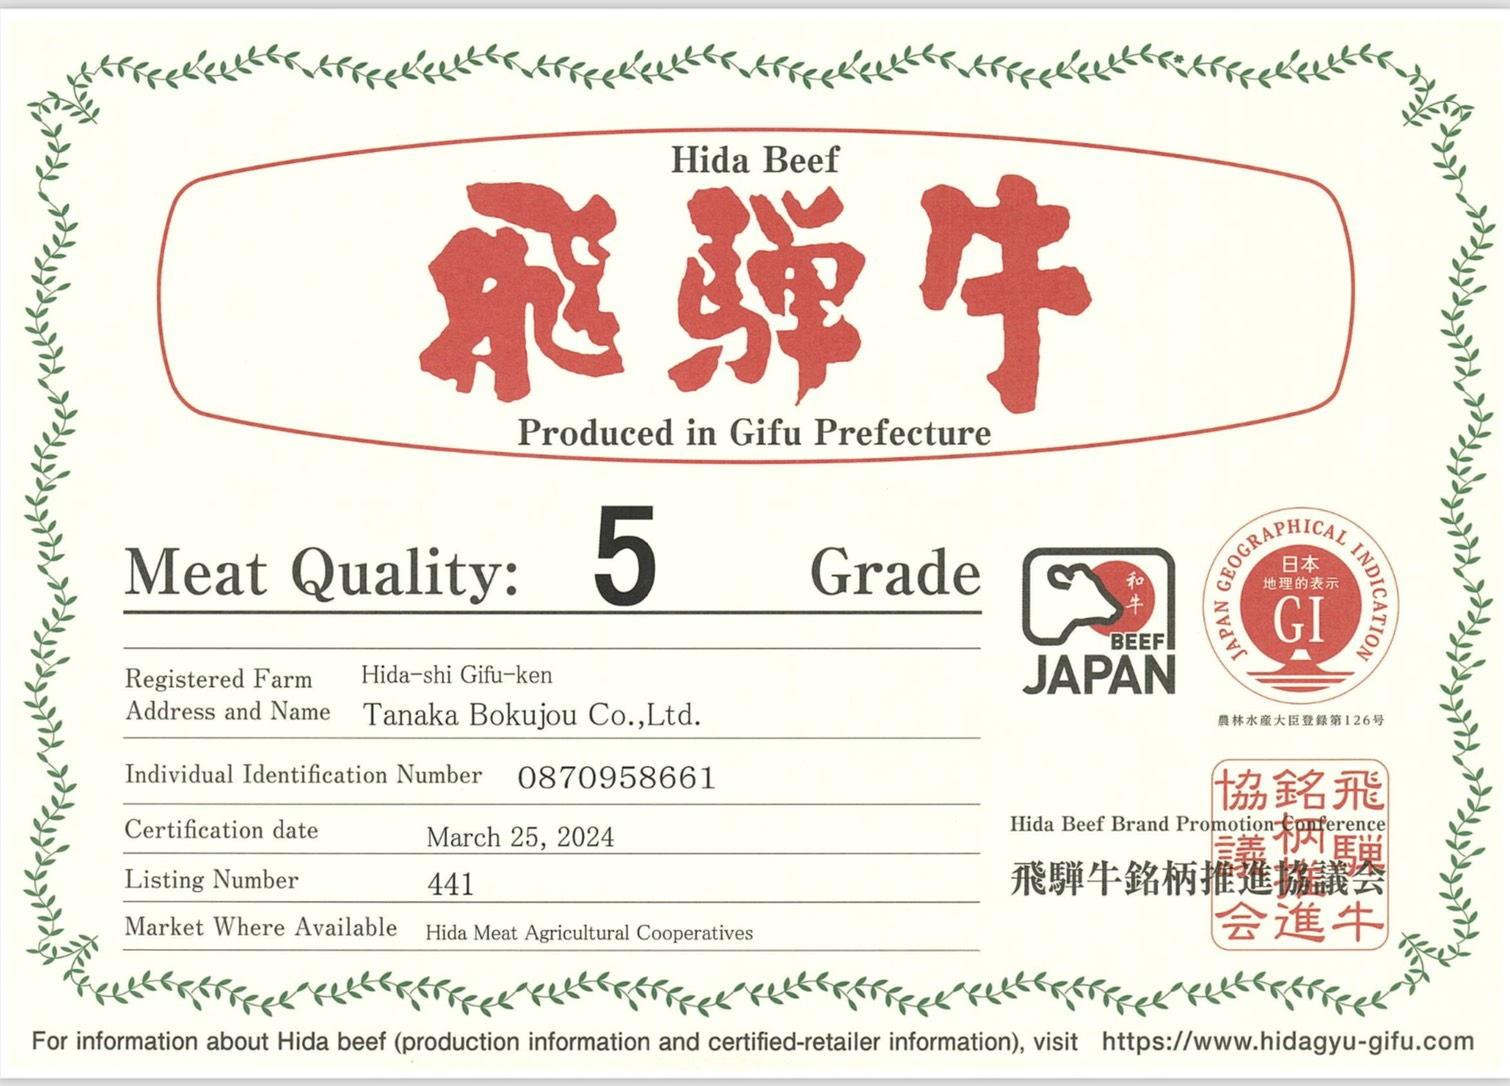 Hida Beef
飛騨牛
Produced in Gifu Prefecture
Meat Quality: 5 Grade
Registered Farm
Address and Name
Hida-shi Gifu-ken
Tanaka Bokujou Co.,Ltd.
Individual Identification Number 0870958661
Certification date March 25, 2024
Listing Number 441
Market Where Available Hida Meat Agricultural Cooperatives
和牛
BEEF
JAPAN
JAPAN GEOGRAPHICAL INDICATION
日本
地理的表示
GI
農林水産大臣登録第126号
Hida Beef Brand Promotion Conference
飛騨牛銘柄推進協議会
飛騨牛
銘柄推進
協議会
For information about Hida beef (production information and certified-retailer information), visit https://www.hidagyu-gifu.com